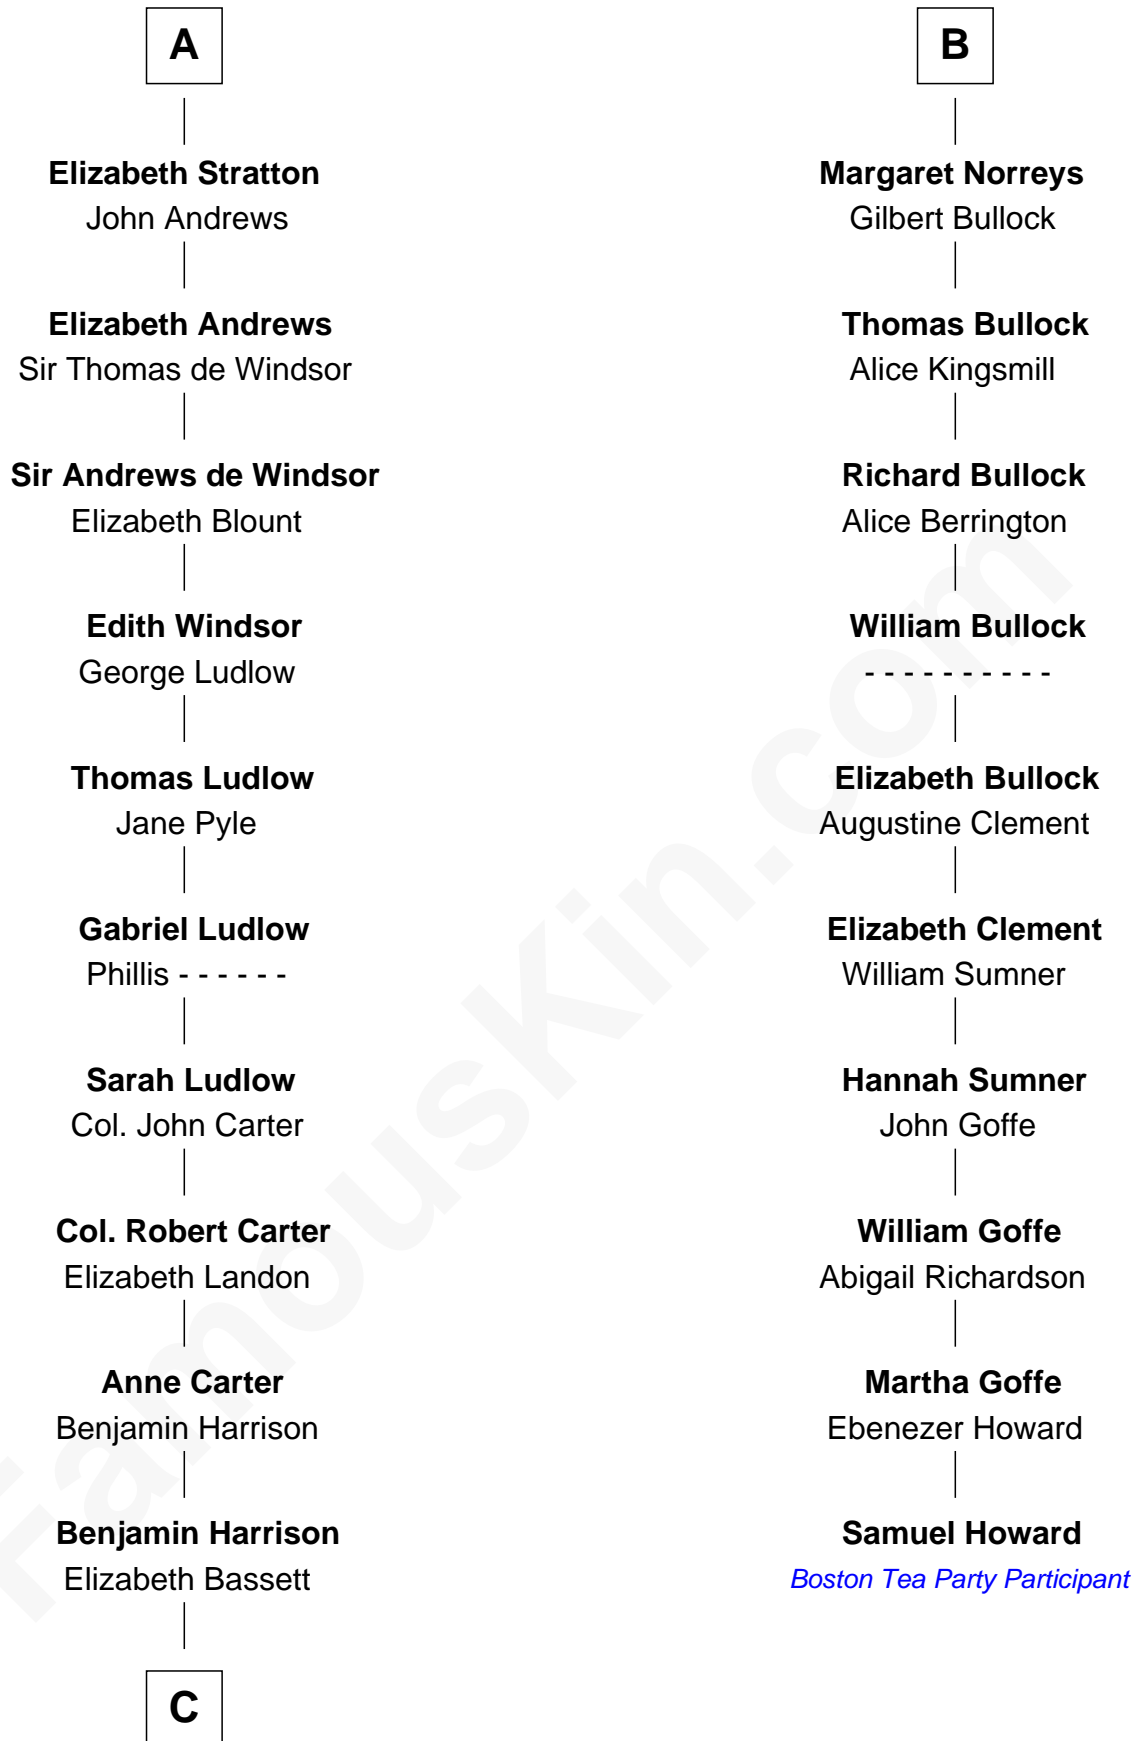 A
Elizabeth Stratton
John Andrews
Elizabeth Andrews
Sir Thomas de Windsor
Sir Andrews de Windsor
Elizabeth Blount
Edith Windsor
George Ludlow
Thomas Ludlow
Jane Pyle
Gabriel Ludlow
Phillis - - - - - -
Sarah Ludlow
Col. John Carter
Col. Robert Carter
Elizabeth Landon
Anne Carter
Benjamin Harrison
Benjamin Harrison
Elizabeth Bassett
C
B
Margaret Norreys
Gilbert Bullock
Thomas Bullock
Alice Kingsmill
Richard Bullock
Alice Berrington
William Bullock
- - - - - - - - - -
Elizabeth Bullock
Augustine Clement
Elizabeth Clement
William Sumner
Hannah Sumner
John Goffe
William Goffe
Abigail Richardson
Martha Goffe
Ebenezer Howard
Samuel Howard
Boston Tea Party Participant
FamousKin.com